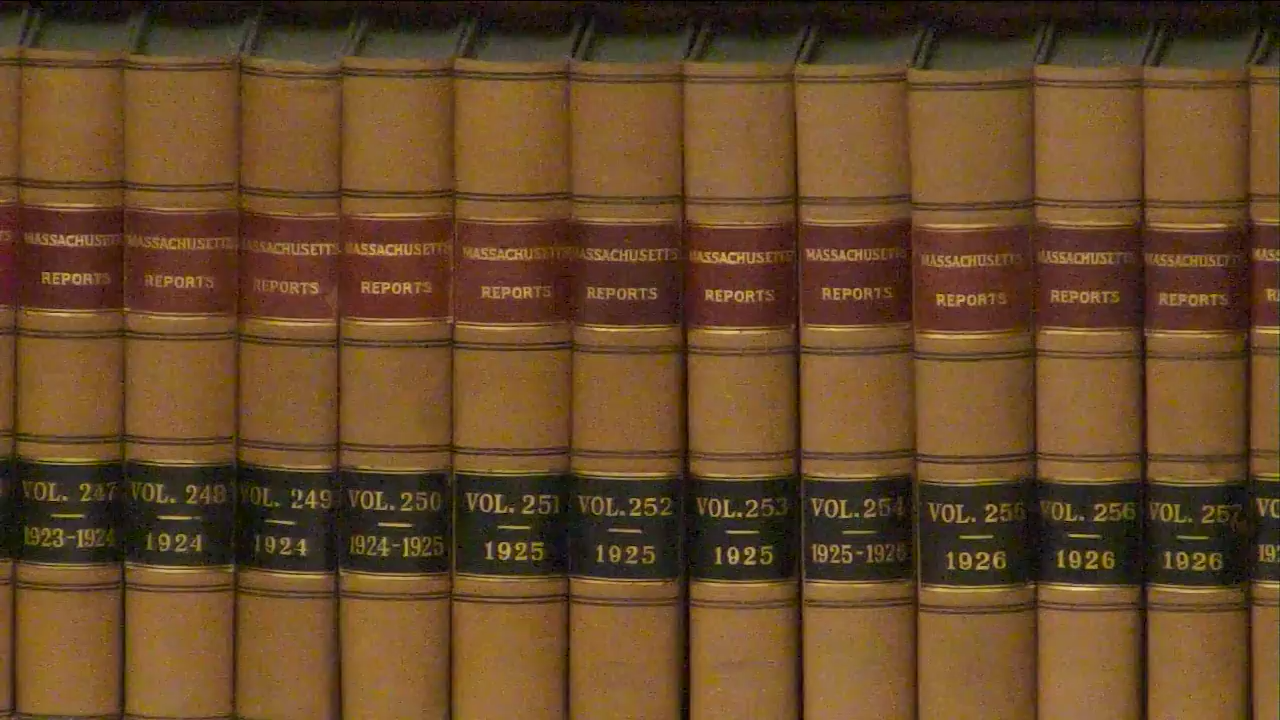 MASSACHUSETTS
REPORTS
VOL. 247
1923-1924
MASSACHUSETTS
REPORTS
VOL. 248
1924
MASSACHUSETTS
REPORTS
VOL. 249
1924
MASSACHUSETTS
REPORTS
VOL. 250
1924-1925
MASSACHUSETTS
REPORTS
VOL. 251
1925
MASSACHUSETTS
REPORTS
VOL. 252
1925
MASSACHUSETTS
REPORTS
VOL. 253
1925
MASSACHUSETTS
REPORTS
VOL. 254
1925-1926
MASSACHUSETTS
REPORTS
VOL. 255
1926
MASSACHUSETTS
REPORTS
VOL. 256
1926
MASSACHUSETTS
REPORTS
VOL. 257
1926